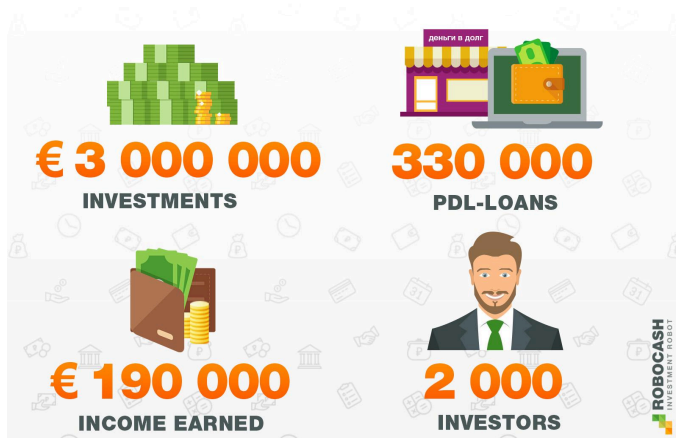 деньги в долг
€ 3 000 000
INVESTMENTS
330 000
PDL-LOANS
€ 190 000
INCOME EARNED
2 000
INVESTORS
ROBOCASH
INVESTMENT ROBOT